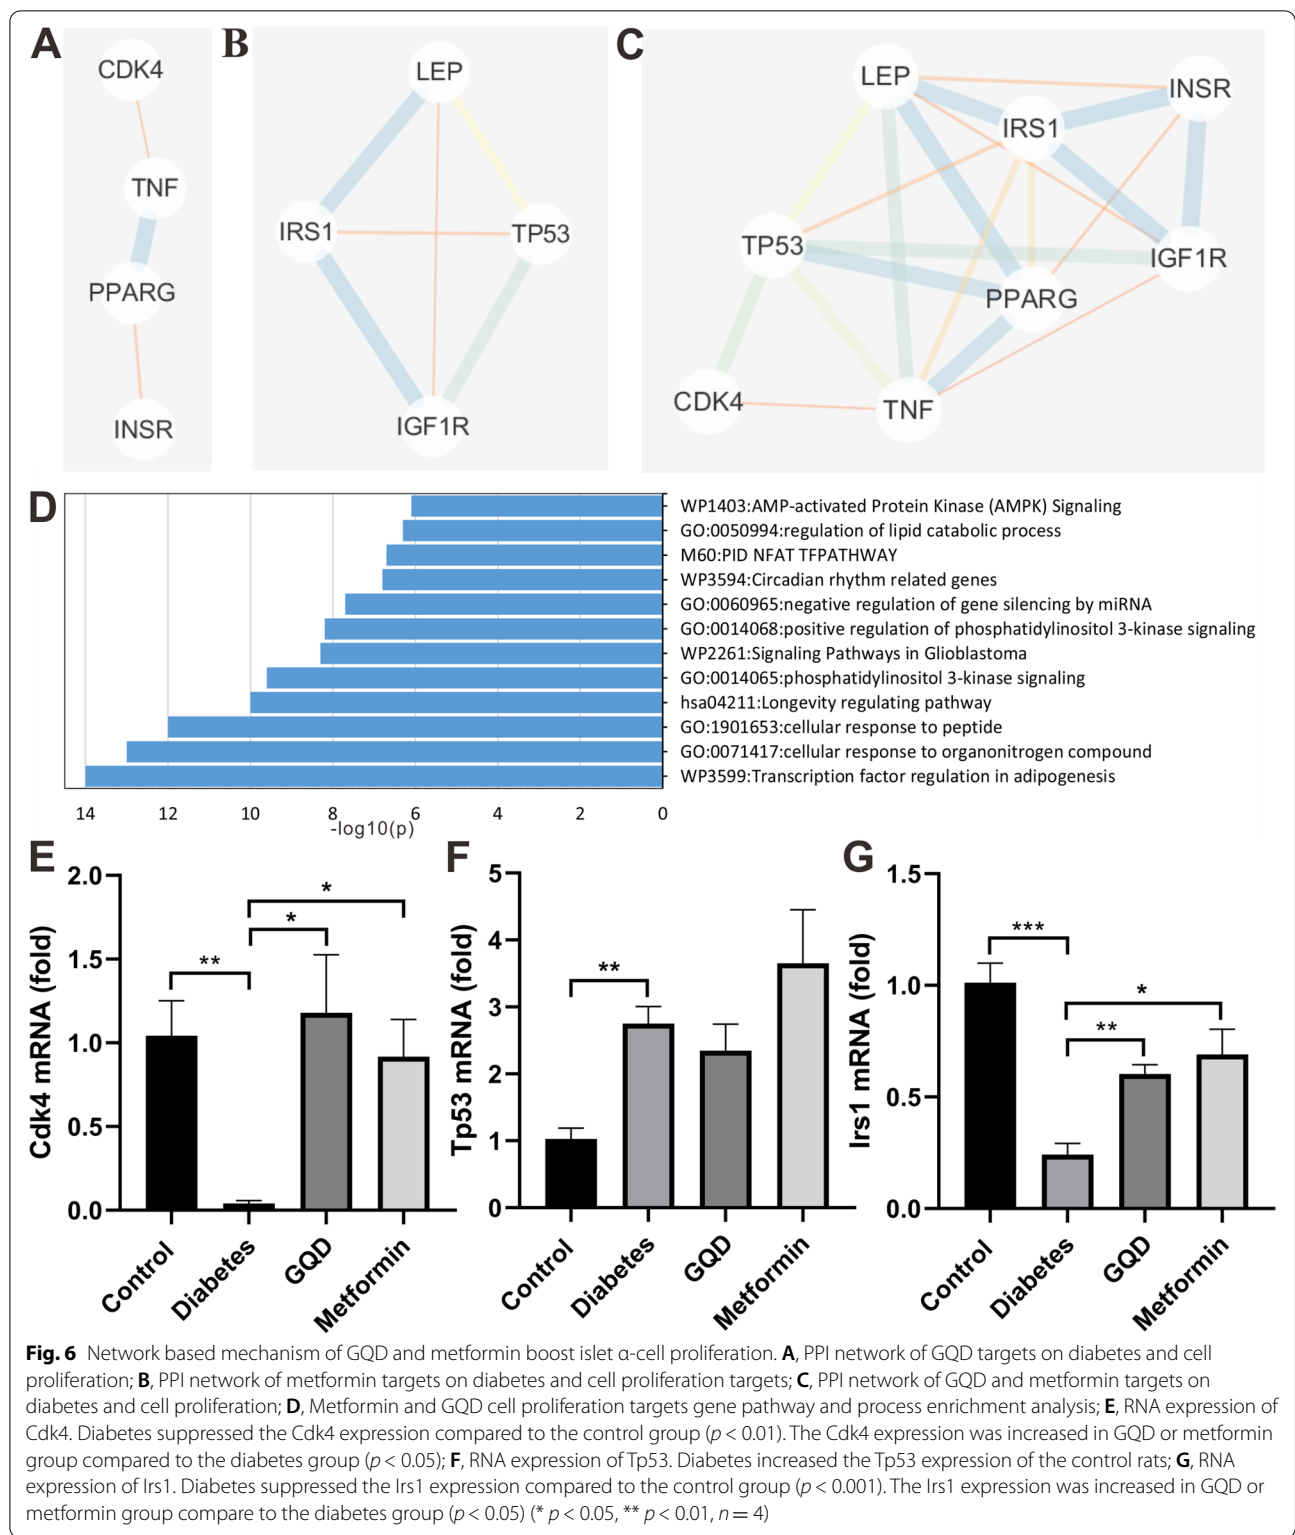 A
CDK4
TNF
PPARG
INSR
B
LEP
IRS1
TP53
IGF1R
C
LEP
INSR
IRS1
TP53
IGF1R
PPARG
CDK4
TNF
D
WP1403:AMP-activated Protein Kinase (AMPK) Signaling
GO:0050994:regulation of lipid catabolic process
M60:PID NFAT TFPATHWAY
WP3594:Circadian rhythm related genes
GO:0060965:negative regulation of gene silencing by miRNA
GO:0014068:positive regulation of phosphatidylinositol 3-kinase signaling
WP2261:Signaling Pathways in Glioblastoma
GO:0014065:phosphatidylinositol 3-kinase signaling
hsa04211:Longevity regulating pathway
GO:1901653:cellular response to peptide
GO:0071417:cellular response to organonitrogen compound
WP3599:Transcription factor regulation in adipogenesis
14 12 10 8 6 4 2 0
-log10(p)
E
Cdk4 mRNA (fold)
2.0
1.5
1.0
0.5
0.0
**
*
*
Control
Diabetes
GQD
Metformin
F
Tp53 mRNA (fold)
5
4
3
2
1
0
**
Control
Diabetes
GQD
Metformin
G
Irs1 mRNA (fold)
1.5
1.0
0.5
0.0
***
*
**
Control
Diabetes
GQD
Metformin
Fig. 6 Network based mechanism of GQD and metformin boost islet α-cell proliferation. A, PPI network of GQD targets on diabetes and cell
proliferation; B, PPI network of metformin targets on diabetes and cell proliferation targets; C, PPI network of GQD and metformin targets on
diabetes and cell proliferation; D, Metformin and GQD cell proliferation targets gene pathway and process enrichment analysis; E, RNA expression of
Cdk4. Diabetes suppressed the Cdk4 expression compared to the control group (p < 0.01). The Cdk4 expression was increased in GQD or metformin
group compared to the diabetes group (p < 0.05); F, RNA expression of Tp53. Diabetes increased the Tp53 expression of the control rats; G, RNA
expression of Irs1. Diabetes suppressed the Irs1 expression compared to the control group (p < 0.001). The Irs1 expression was increased in GQD or
metformin group compare to the diabetes group (p < 0.05) (* p < 0.05, ** p < 0.01, n = 4)